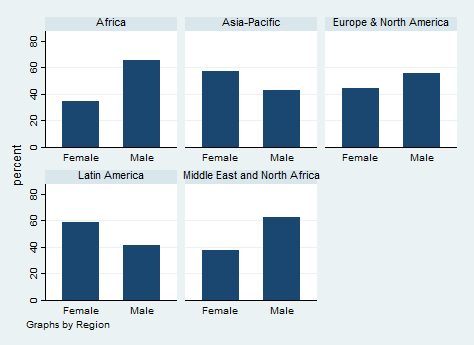 Africa
Asia-Pacific
Europe & North America
80
60
40
20
0
Female Male
Female Male
Female Male
percent
Latin America
Middle East and North Africa
80
60
40
20
0
Female Male
Female Male
Graphs by Region